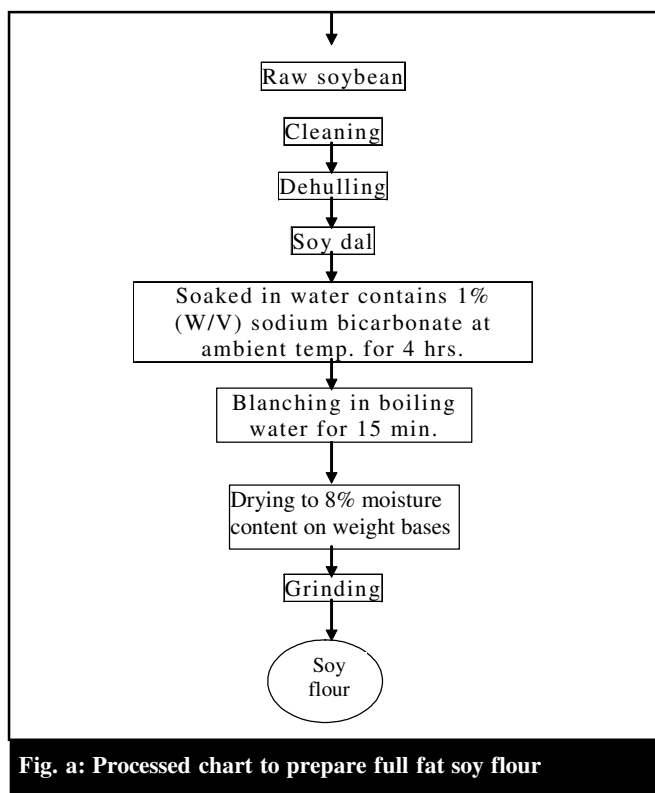 Raw soybean
Cleaning
Dehulling
Soy dal
Soaked in water contains 1%
(W/V) sodium bicarbonate at
ambient temp. for 4 hrs.
Blanching in boiling
water for 15 min.
Drying to 8% moisture
content on weight bases
Grinding
Soy
flour
Fig. a: Processed chart to prepare full fat soy flour